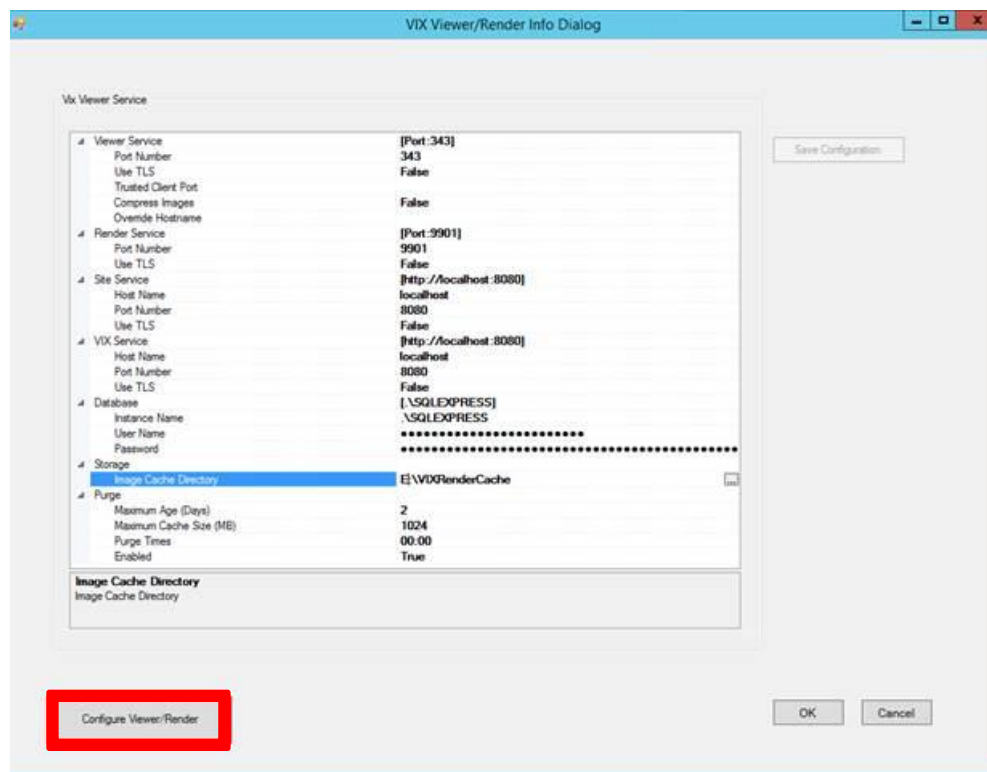 VIX Viewer/Render Info Dialog
Vix Viewer Service
Viewer Service [Port:343]
Port Number 343
Use TLS False
Trusted Client Port
Compress Images False
Override Hostname
Render Service [Port:9901]
Port Number 9901
Use TLS False
Site Service [http://localhost:8080]
Host Name localhost
Port Number 8080
Use TLS False
VIX Service [http://localhost:8080]
Host Name localhost
Port Number 8080
Use TLS False
Database [.\SQLEXPRESS]
Instance Name .\SQLEXPRESS
User Name ●●●●●●●●●●●●●●●●●●●●●●●●
Password ●●●●●●●●●●●●●●●●●●●●●●●●●●●●●●●●●●●●●●●●●●●●
Storage
Image Cache Directory E:\VIXRenderCache
...
Purge
Maximum Age (Days) 2
Maximum Cache Size (MB) 1024
Purge Times 00:00
Enabled True
Image Cache Directory
Image Cache Directory
Save Configuration
Configure Viewer/Render
OK Cancel